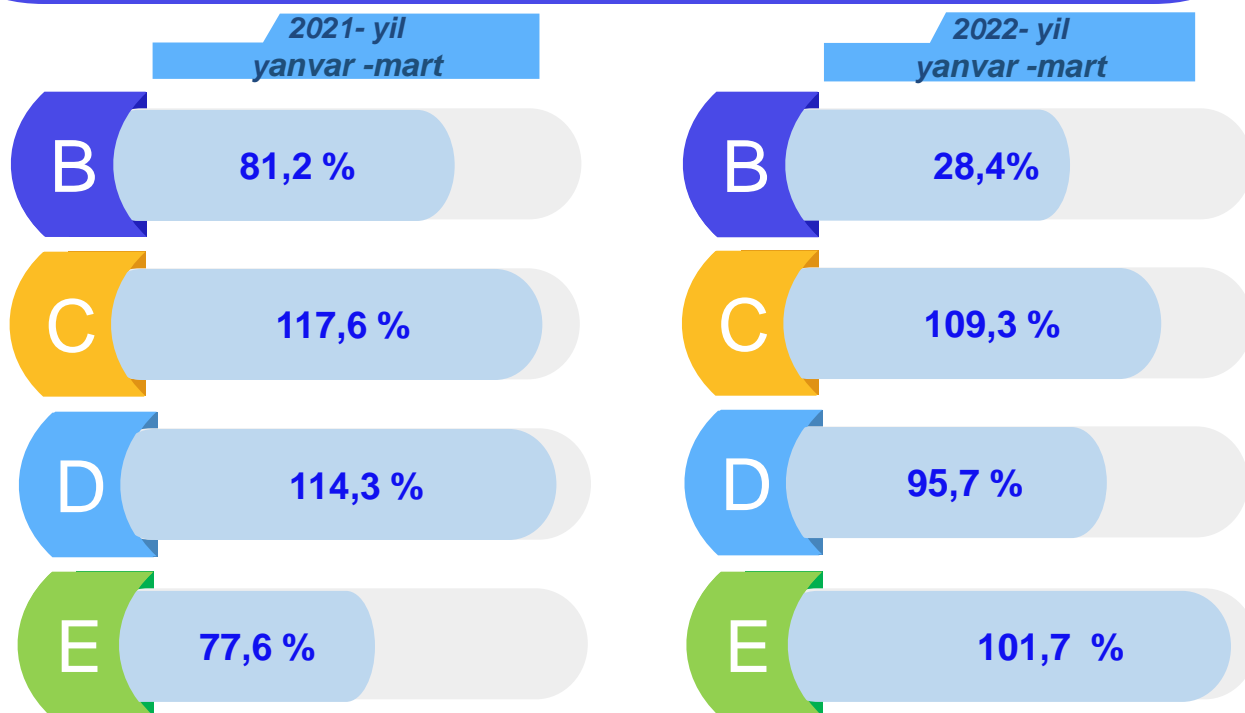 2021- yil
yanvar -mart
B
81,2 %
C
117,6 %
D
114,3 %
E
77,6 %
2022- yil
yanvar -mart
B
28,4%
C
109,3 %
D
95,7 %
E
101,7 %